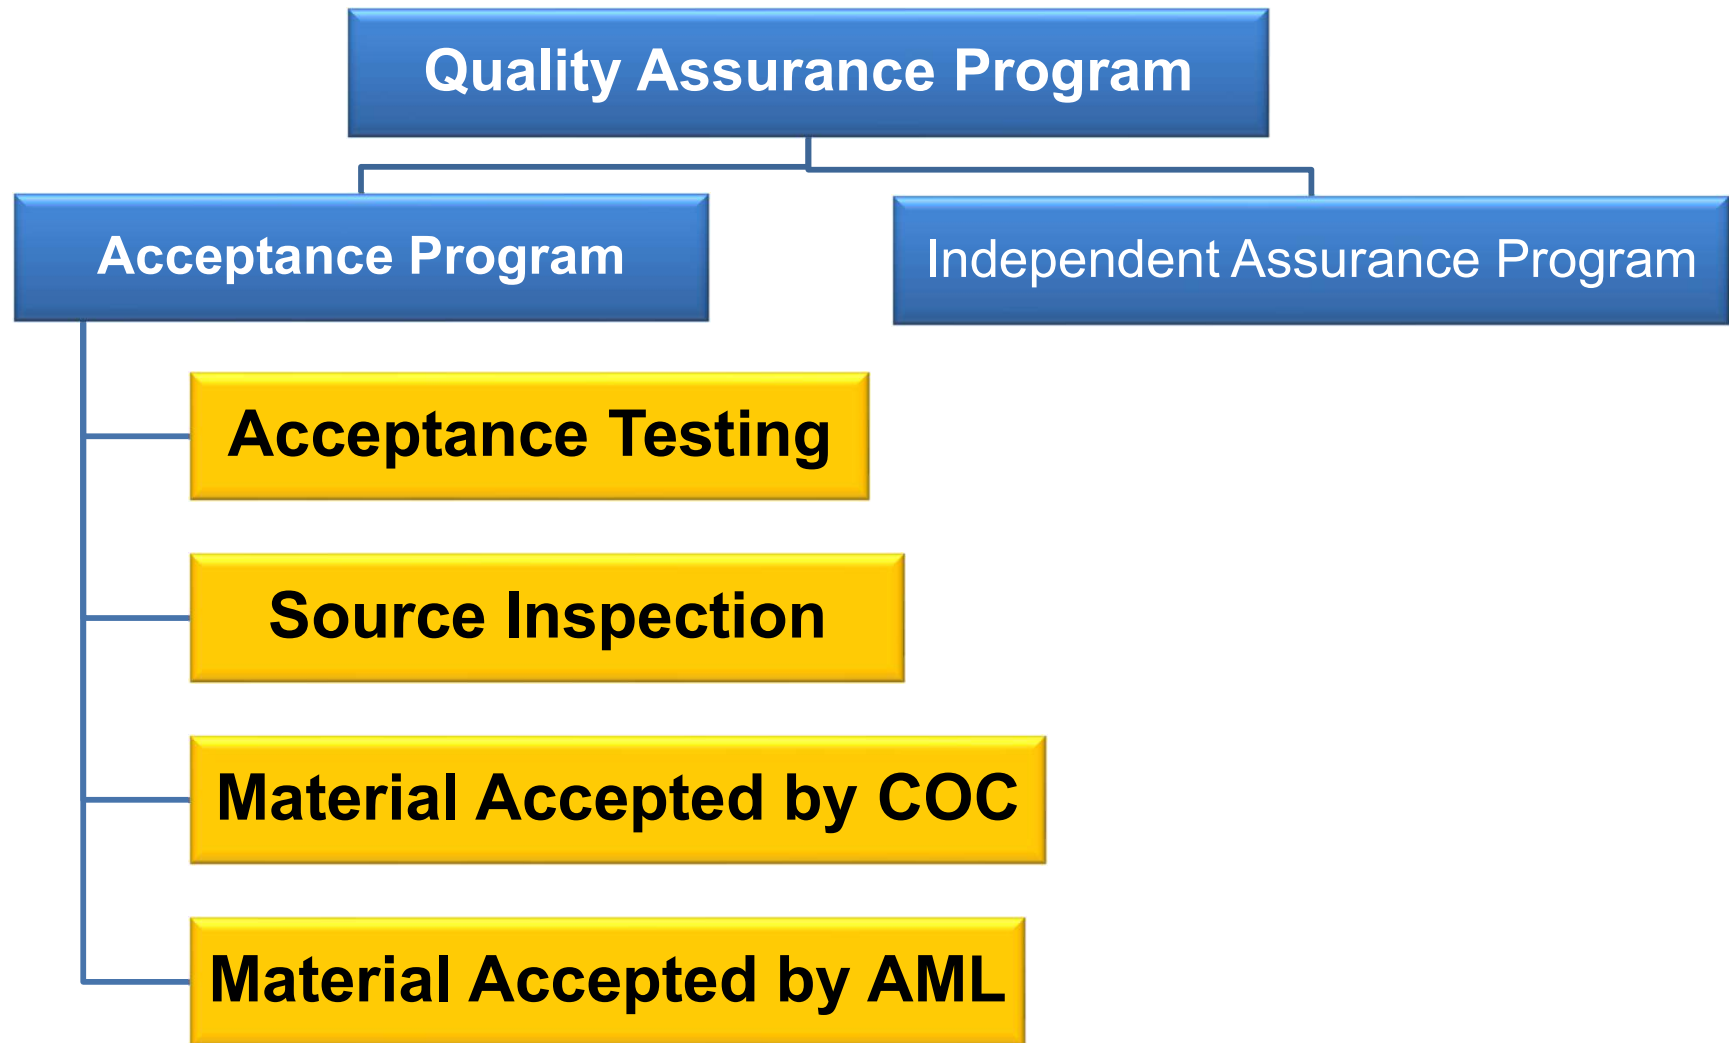 Quality Assurance Program
Acceptance Program
Independent Assurance Program
Acceptance Testing
Source Inspection
Material Accepted by COC
Material Accepted by AML